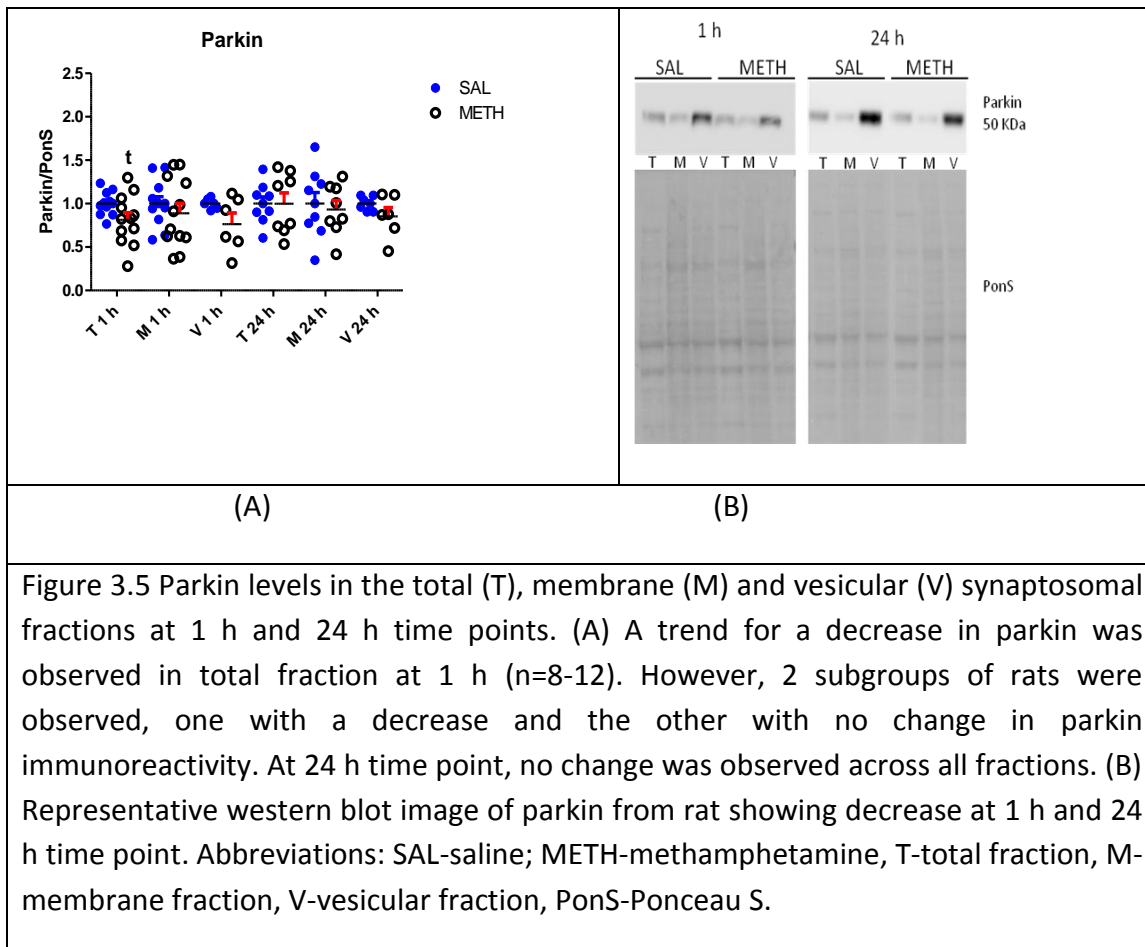 Parkin
2.5
2.0
1.5
1.0
0.5
0.0
Parkin/PonS
t
T 1 h
M 1 h
V 1 h
T 24 h
M 24 h
V 24 h
SAL
METH
1 h
24 h
SAL METH SAL METH
Parkin
50 KDa
T M V T M V T M V T M V
PonS
(A) (B)
Figure 3.5 Parkin levels in the total (T), membrane (M) and vesicular (V) synaptosomal
fractions at 1 h and 24 h time points. (A) A trend for a decrease in parkin was
observed in total fraction at 1 h (n=8-12). However, 2 subgroups of rats were
observed, one with a decrease and the other with no change in parkin
immunoreactivity. At 24 h time point, no change was observed across all fractions. (B)
Representative western blot image of parkin from rat showing decrease at 1 h and 24
h time point. Abbreviations: SAL-saline; METH-methamphetamine, T-total fraction, M-
membrane fraction, V-vesicular fraction, PonS-Ponceau S.